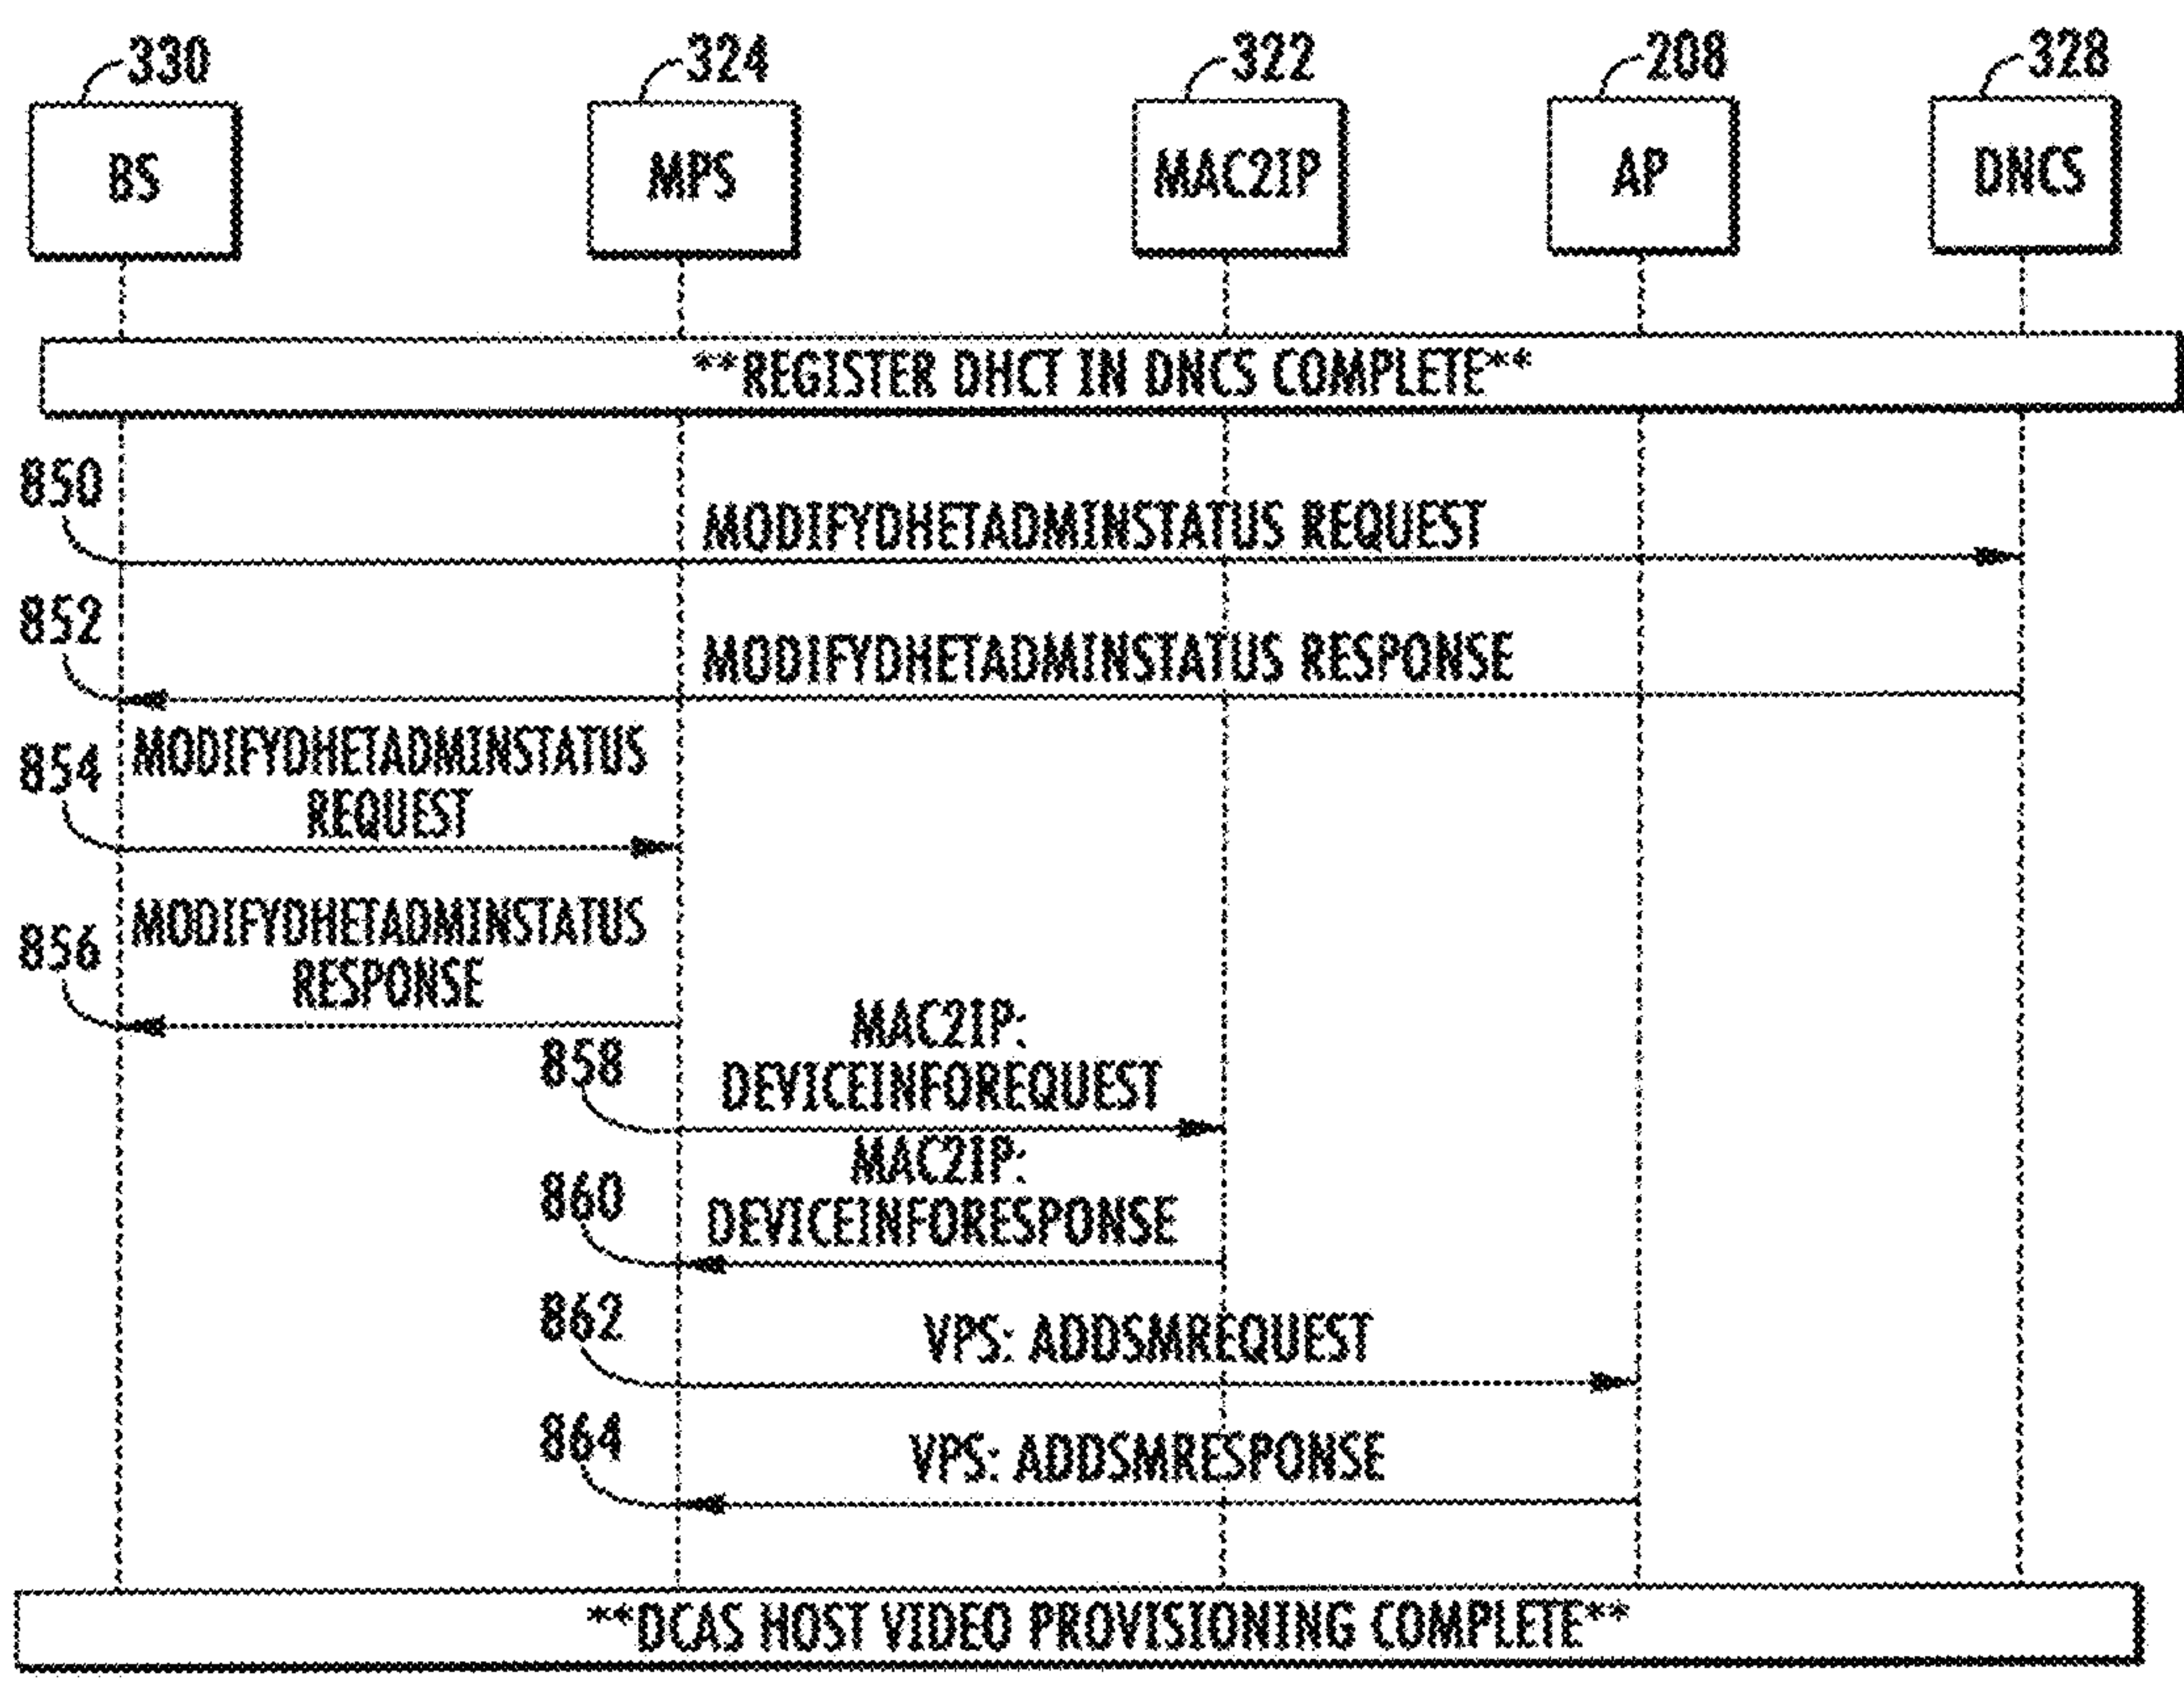 330 324 322 208 328
BS MPS MAC2IP AP DNCS
**REGISTER DHCT IN DNCS COMPLETE**
850
MODIFYDHETADMINSTATUS REQUEST
852
MODIFYDHETADMINSTATUS RESPONSE
854
MODIFYDHETADMINSTATUS
REQUEST
856
MODIFYDHETADMINSTATUS
RESPONSE
858
MAC2IP:
DEVICEINFOREQUEST
860
MAC2IP:
DEVICEINFORESPONSE
862
VPS: ADDSMREQUEST
864
VPS: ADDSMRESPONSE
**DCAS HOST VIDEO PROVISIONING COMPLETE**